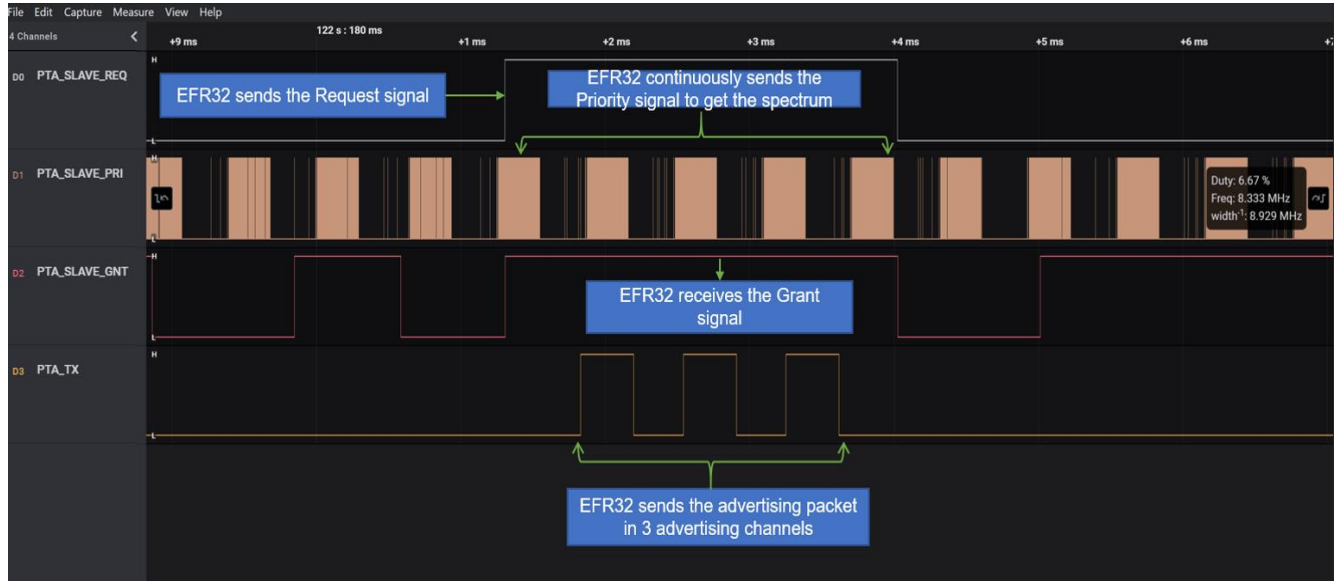 File Edit Capture Measure View Help
4 Channels
+9 ms
122 s : 180 ms
+1 ms
+2 ms
+3 ms
+4 ms
+5 ms
+6 ms
D0 PTA_SLAVE_REQ
H
L
EFR32 sends the Request signal
EFR32 continuously sends the
Priority signal to get the spectrum
D1 PTA_SLAVE_PRI
H
L
Duty: 6.67 %
Freq: 8.333 MHz
width⁻¹: 8.929 MHz
D2 PTA_SLAVE_GNT
H
L
EFR32 receives the Grant
signal
D3 PTA_TX
H
L
EFR32 sends the advertising packet
in 3 advertising channels